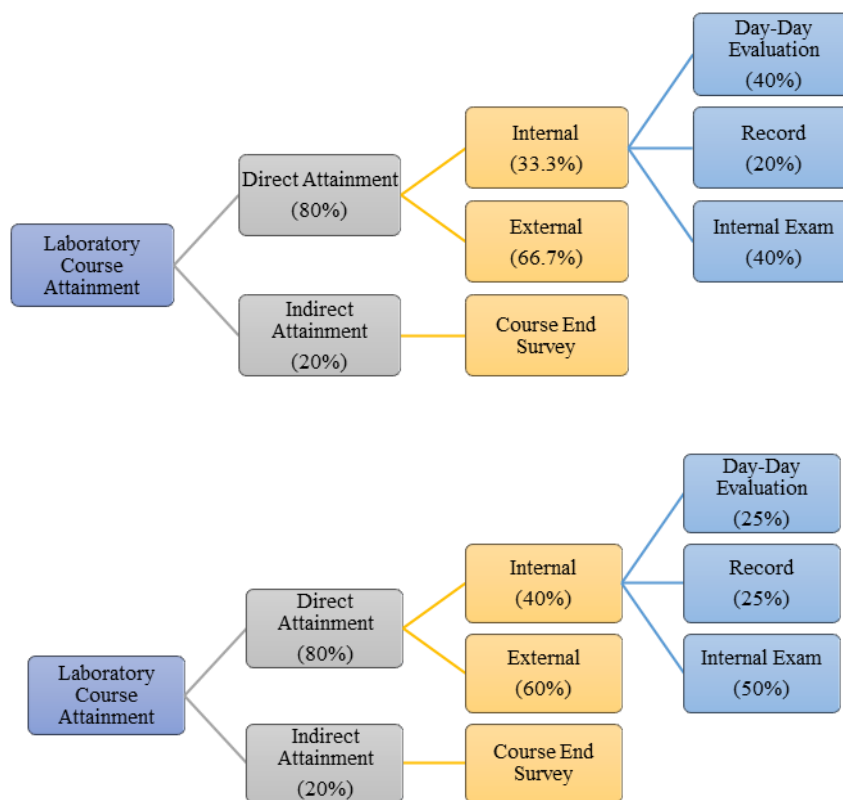 Laboratory
Course
Attainment
Direct Attainment
(80%)
Indirect
Attainment
(20%)
Internal
(33.3%)
External
(66.7%)
Course End
Survey
Day-Day
Evaluation
(40%)
Record
(20%)
Internal Exam
(40%)
Laboratory
Course
Attainment
Direct
Attainment
(80%)
Indirect
Attainment
(20%)
Internal
(40%)
External
(60%)
Course End
Survey
Day-Day
Evaluation
(25%)
Record
(25%)
Internal Exam
(50%)